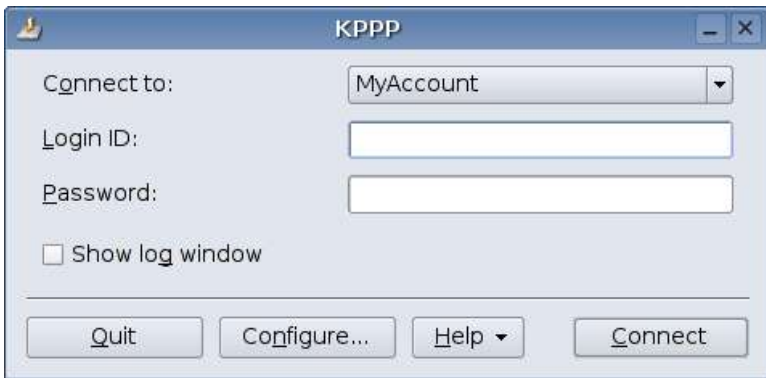 KPPP
Connect to: MyAccount
Login ID:
Password:
Show log window
Quit Configure... Help Connect